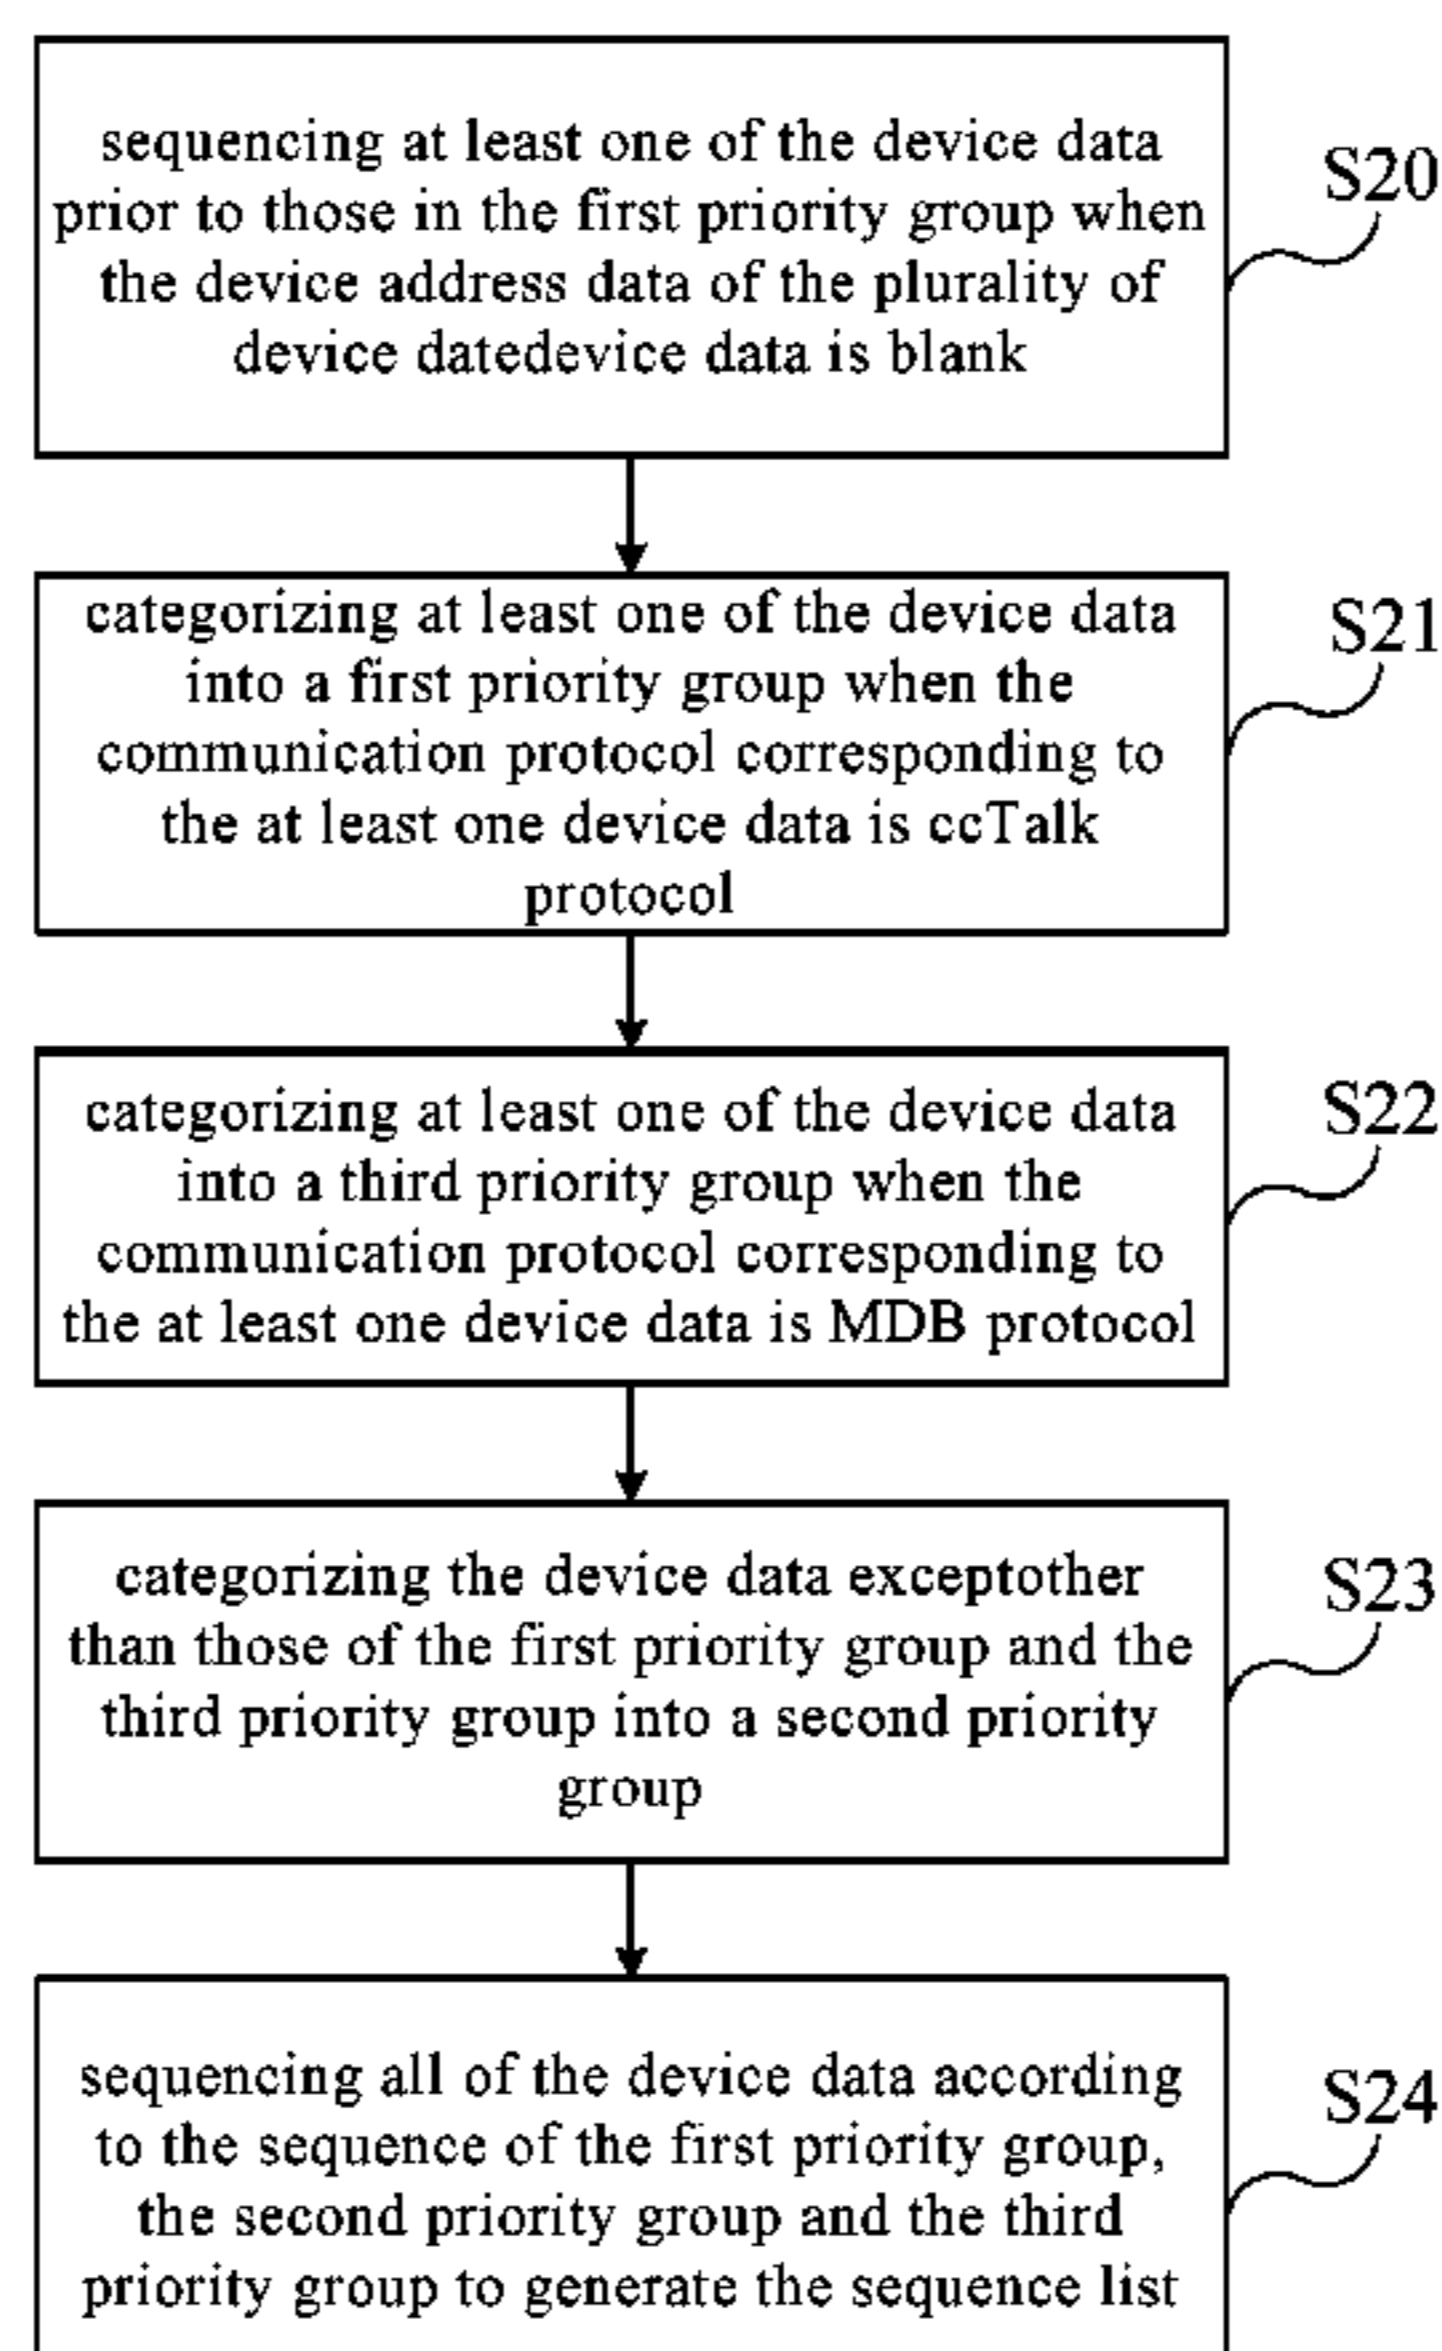 sequencing at least one of the device data
prior to those in the first priority group when
the device address data of the plurality of
device datedevice data is blank
S20
categorizing at least one of the device data
into a first priority group when the
communication protocol corresponding to
the at least one device data is ccTalk
protocol
S21
categorizing at least one of the device data
into a third priority group when the
communication protocol corresponding to
the at least one device data is MDB protocol
S22
categorizing the device data exceptother
than those of the first priority group and the
third priority group into a second priority
group
S23
sequencing all of the device data according
to the sequence of the first priority group,
the second priority group and the third
priority group to generate the sequence list
S24